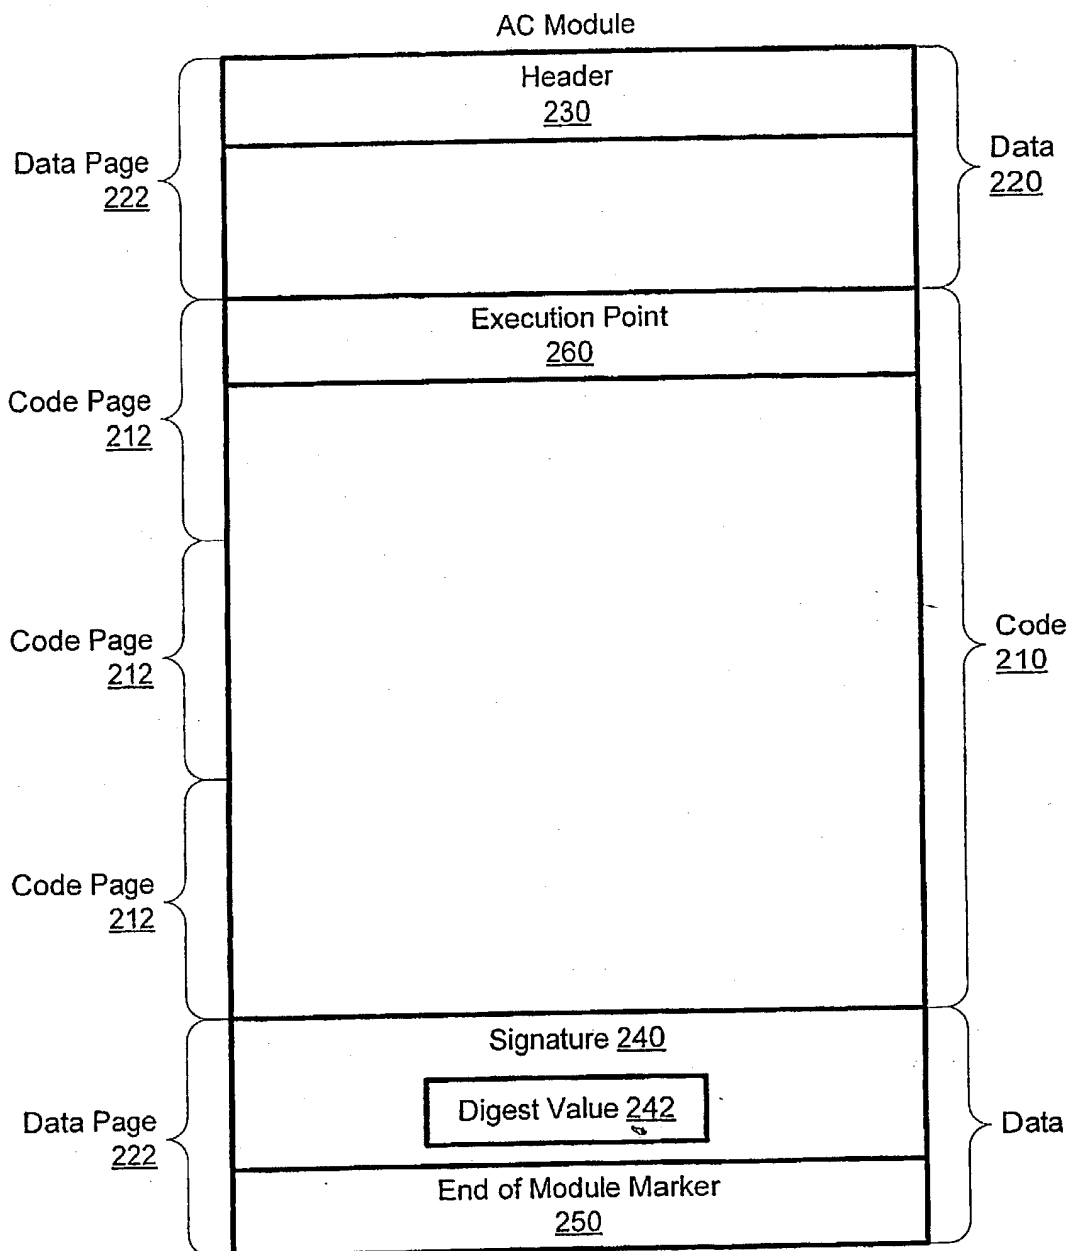 AC Module
Header
230
Data Page
222
Data
220
Execution Point
260
Code Page
212
Code Page
212
Code
210
Code Page
212
Signature 240
Digest Value 242
Data Page
222
Data
End of Module Marker
250